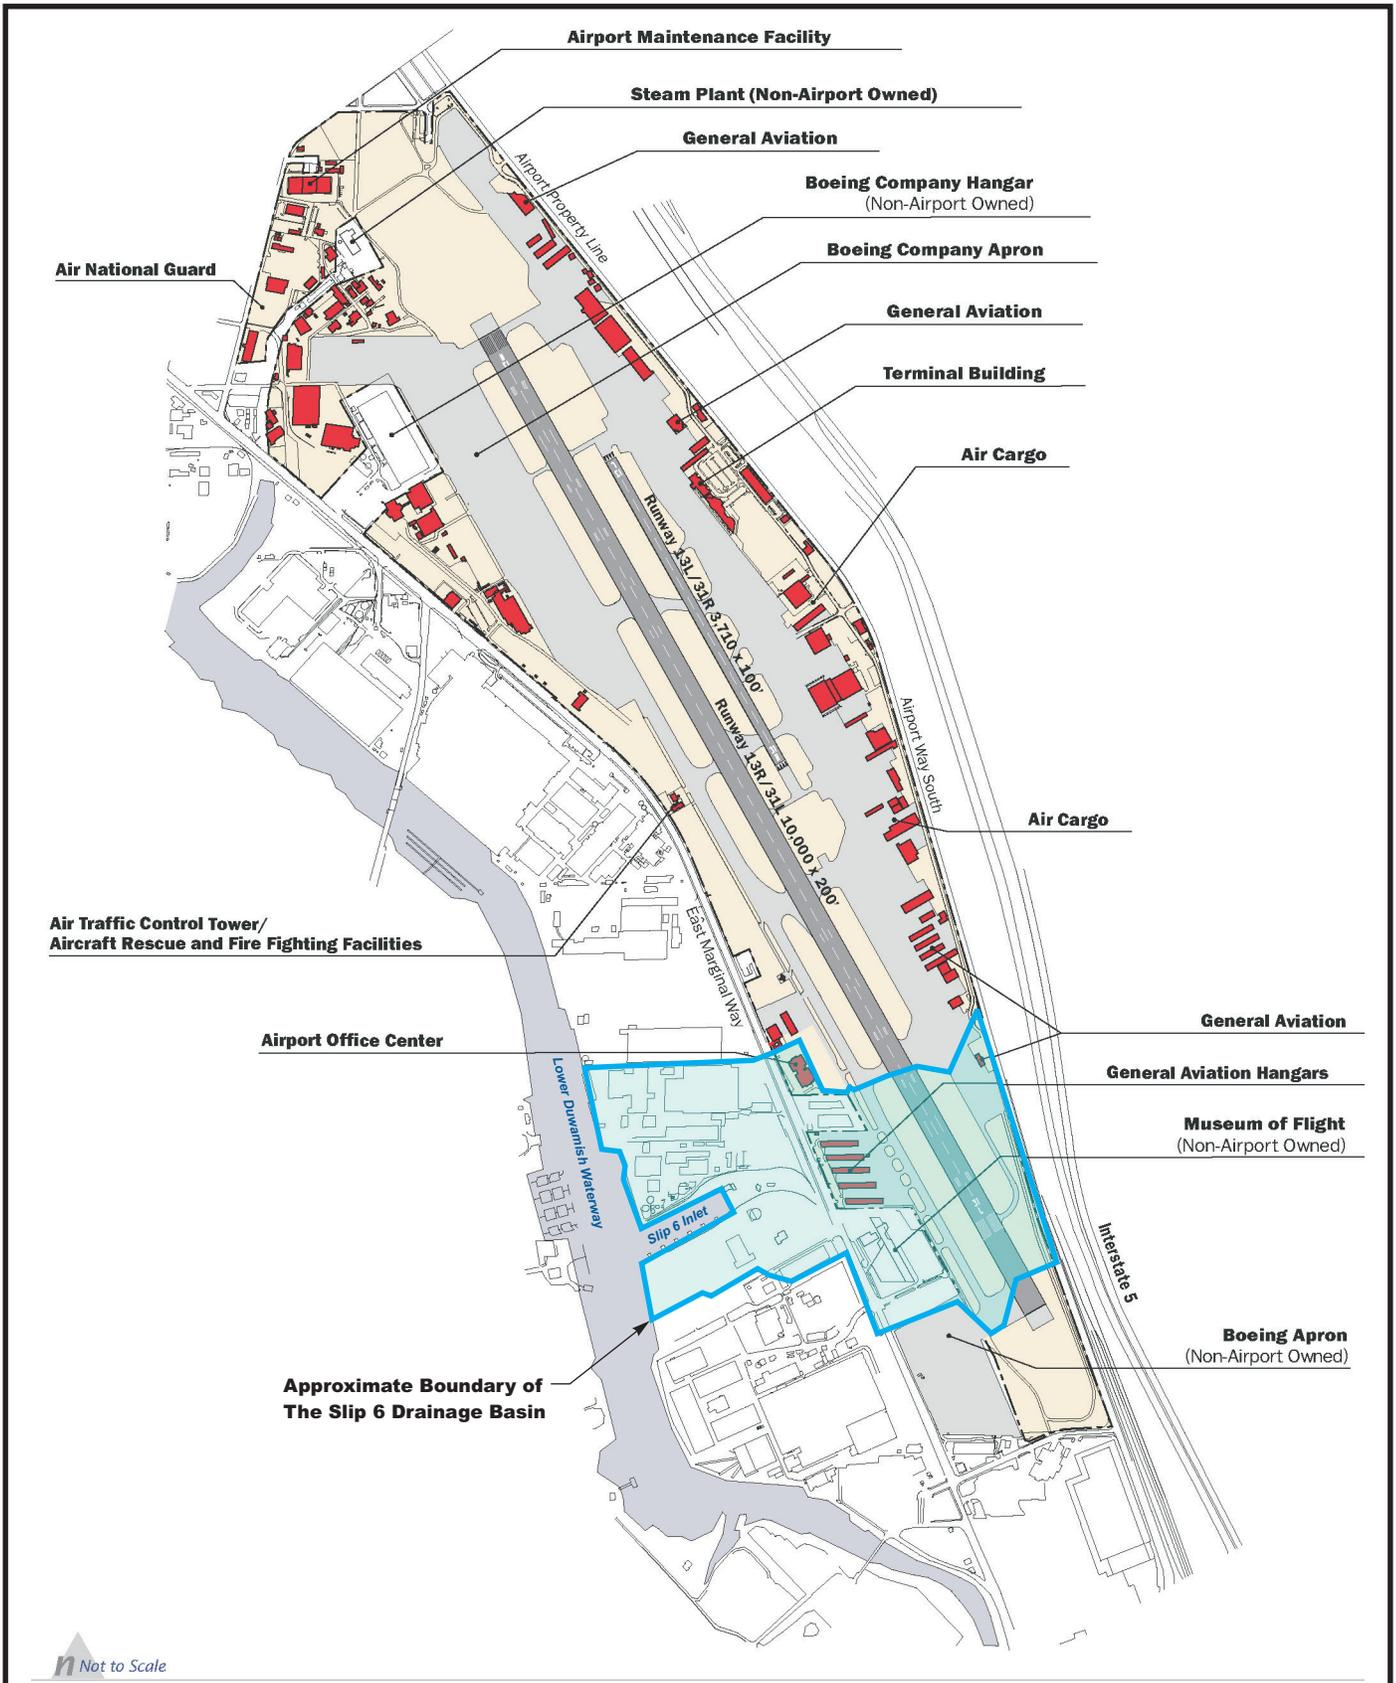 Airport Maintenance Facility
Steam Plant (Non-Airport Owned)
General Aviation
Airport Property Line
Boeing Company Hangar
(Non-Airport Owned)
Boeing Company Apron
Air National Guard
General Aviation
Terminal Building
Air Cargo
Runway 13L/31R 3,710 x 100'
Runway 13R/31L 10,000 x 200'
Airport Way South
Air Cargo
Air Traffic Control Tower/
Aircraft Rescue and Fire Fighting Facilities
East Marginal Way
General Aviation
Airport Office Center
General Aviation Hangars
Lower Duwamish Waterway
Museum of Flight
(Non-Airport Owned)
Slip 6 Inlet
Interstate 5
Boeing Apron
(Non-Airport Owned)
Approximate Boundary of
The Slip 6 Drainage Basin
n Not to Scale